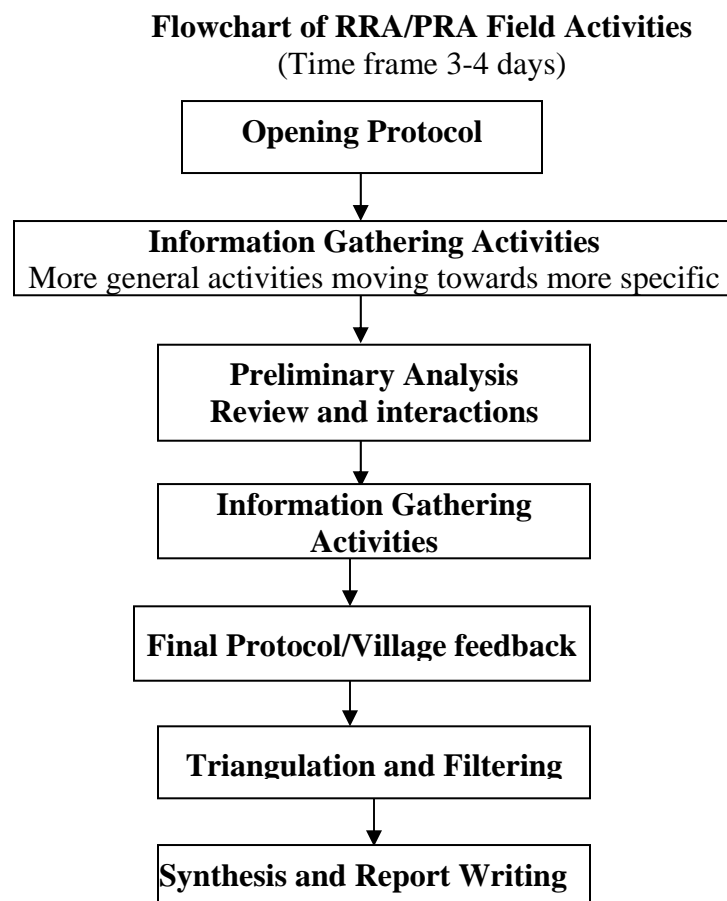 Flowchart of RRA/PRA Field Activities
(Time frame 3-4 days)
Opening Protocol
Information Gathering Activities
More general activities moving towards more specific
Preliminary Analysis
Review and interactions
Information Gathering
Activities
Final Protocol/Village feedback
Triangulation and Filtering
Synthesis and Report Writing